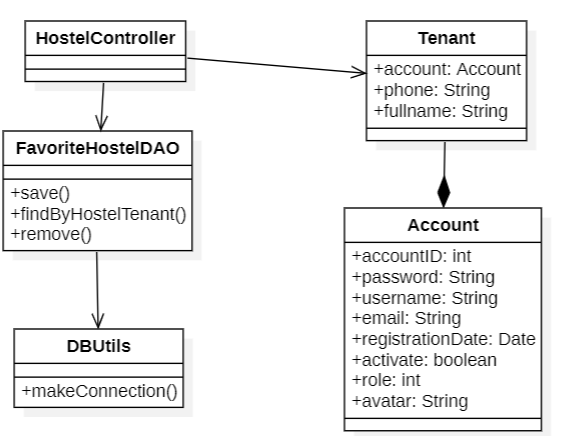 HostelController
Tenant
+account: Account
+phone: String
+fullname: String
FavoriteHostelDAO
+save()
+findByHostelTenant()
+remove()
Account
+accountID: int
+password: String
+username: String
+email: String
+registrationDate: Date
+activate: boolean
+role: int
+avatar: String
DBUtils
+makeConnection()